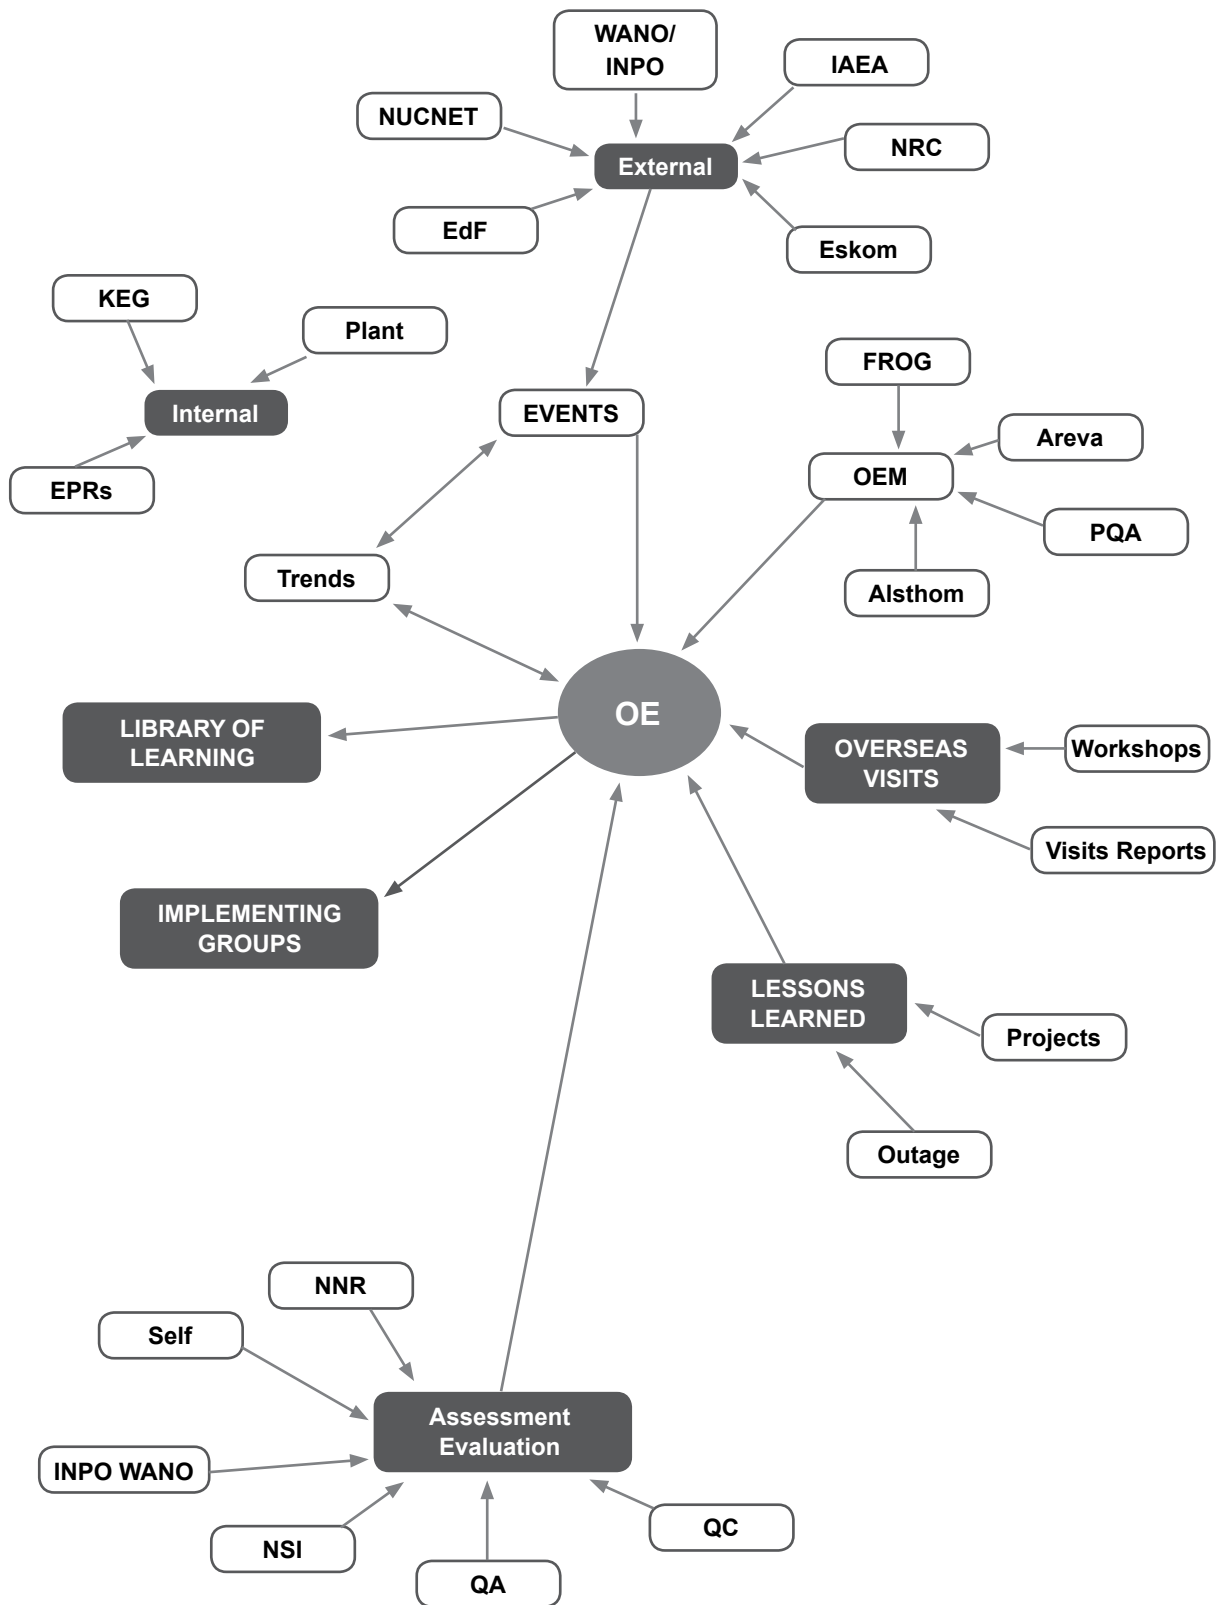 WANO/
INPO
IAEA
NUCNET
NRC
External
EdF
Eskom
KEG
Plant
FROG
Internal
EVENTS
Areva
OEM
EPRs
PQA
Trends
Alsthom
OE
LIBRARY OF
LEARNING
OVERSEAS
VISITS
Workshops
Visits Reports
IMPLEMENTING
GROUPS
LESSONS
LEARNED
Projects
Outage
NNR
Self
Assessment
Evaluation
INPO WANO
QC
NSI
QA